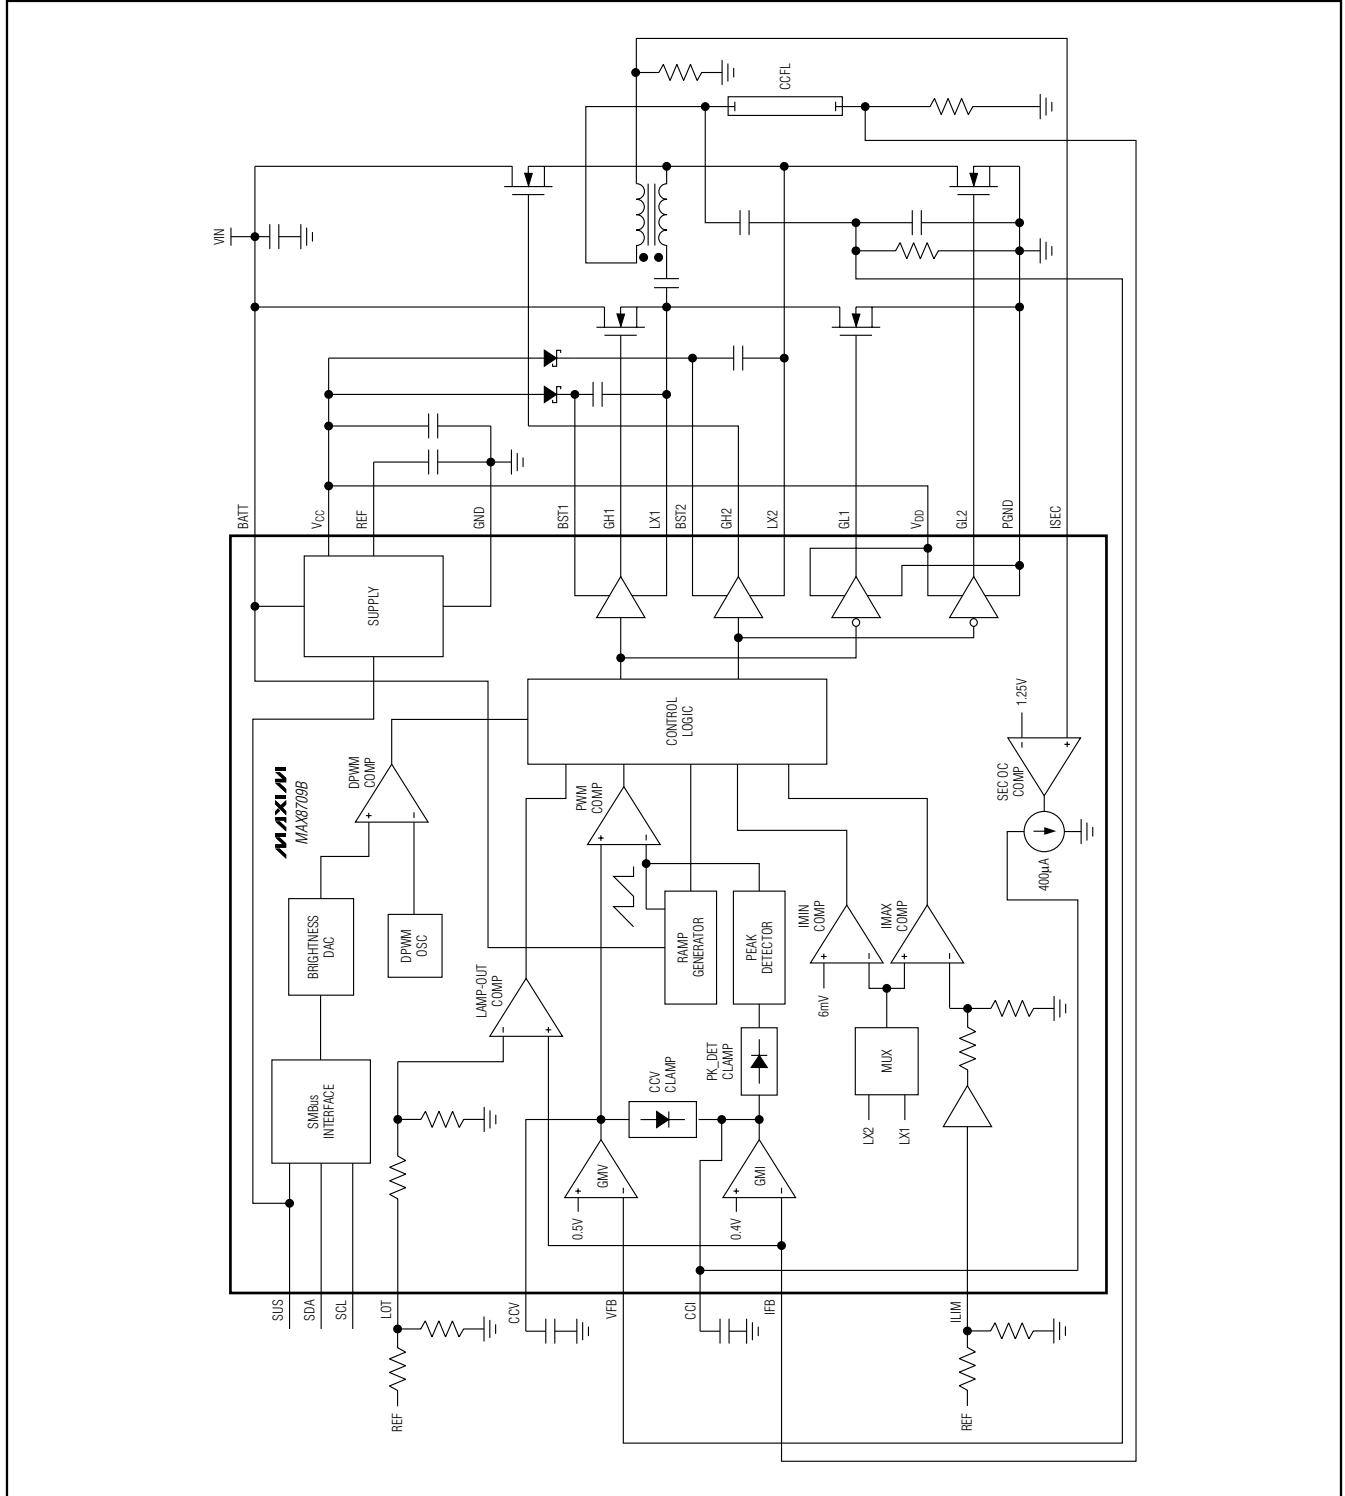 CCFL
VIN
BATT
VCC
REF
GND
BST1
GH1
LX1
BST2
GH2
LX2
GL1
VDD
GL2
PGND
ISEC
SUPPLY
MAXIM
MAX8709B
DPWM
COMP
CONTROL
LOGIC
1.25V
-
+
SEC OC
COMP
400µA
PWM
COMP
+
-
+
-
BRIGHTNESS
DAC
DPWM
OSC
LAMP-OUT
COMP
-
+
RAMP
GENERATOR
PEAK
DETECTOR
IMIN
COMP
+
-
6mV
IMAX
COMP
+
-
SMBus
INTERFACE
CCV
CLAMP
PK_DET
CLAMP
MUX
LX2
LX1
GMV
+
-
0.5V
GMI
+
-
0.4V
SUS
SDA
SCL
LOT
CCV
VFB
CCI
IFB
ILIM
REF
REF